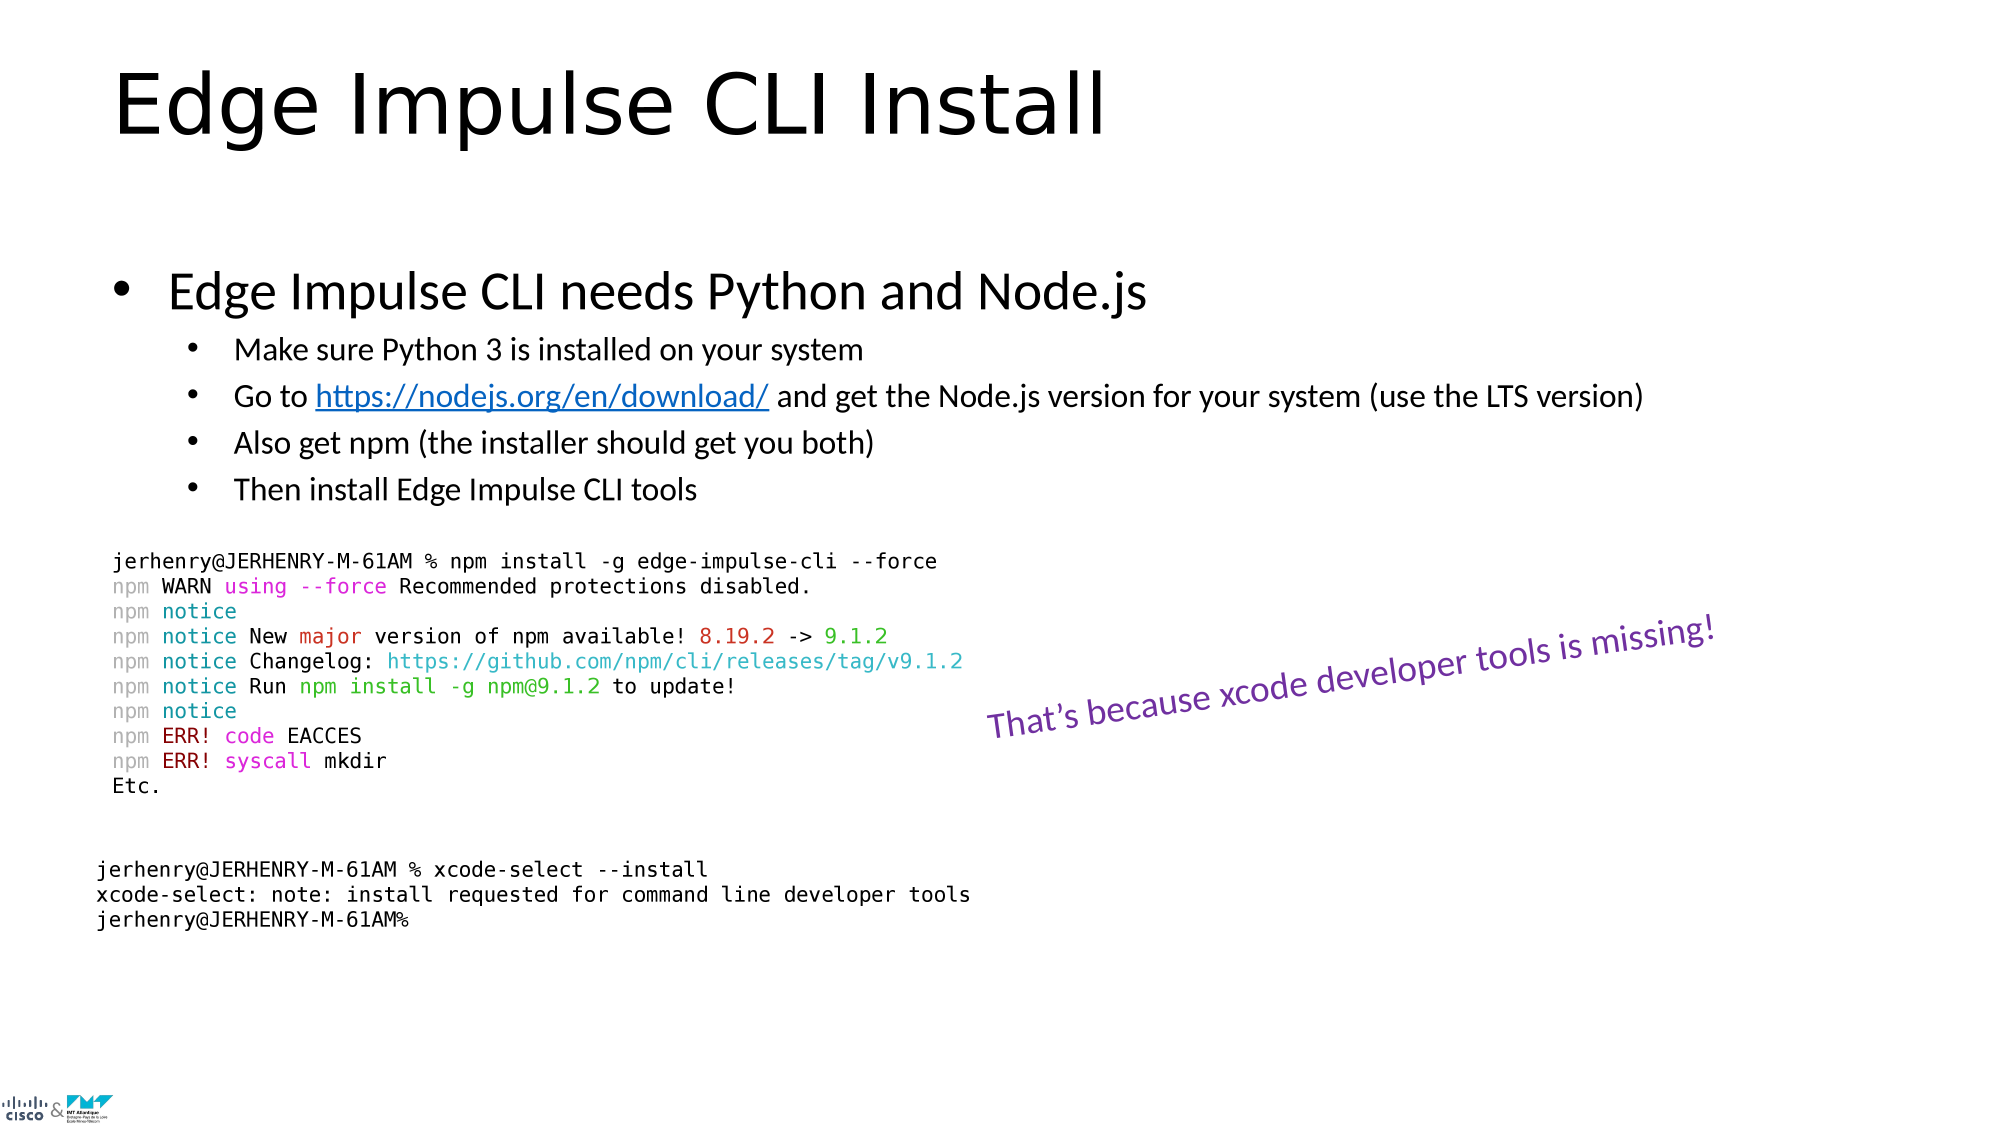 Edge Impulse CLI Install
• Edge Impulse CLI needs Python and Node.js
• Make sure Python 3 is installed on your system
• Go to https://nodejs.org/en/download/ and get the Node.js version for your system (use the LTS version)
• Also get npm (the installer should get you both)
• Then install Edge Impulse CLI tools
jerhenry@JERHENRY-M-61AM % npm install -g edge-impulse-cli --force
npm WARN using --force Recommended protections disabled.
npm notice
npm notice New major version of npm available! 8.19.2 -> 9.1.2
npm notice Changelog: https://github.com/npm/cli/releases/tag/v9.1.2
npm notice Run npm install -g npm@9.1.2 to update!
npm notice
npm ERR! code EACCES
npm ERR! syscall mkdir
Etc.
That’s because xcode developer tools is missing!
jerhenry@JERHENRY-M-61AM % xcode-select --install
xcode-select: note: install requested for command line developer tools
jerhenry@JERHENRY-M-61AM%
CISCO & IMT Atlantique